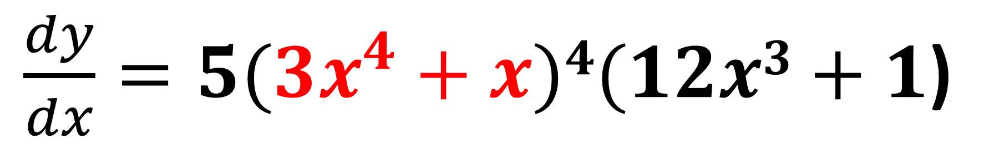 dy/dx = 5(3x⁴ + x)⁴(12x³ + 1)